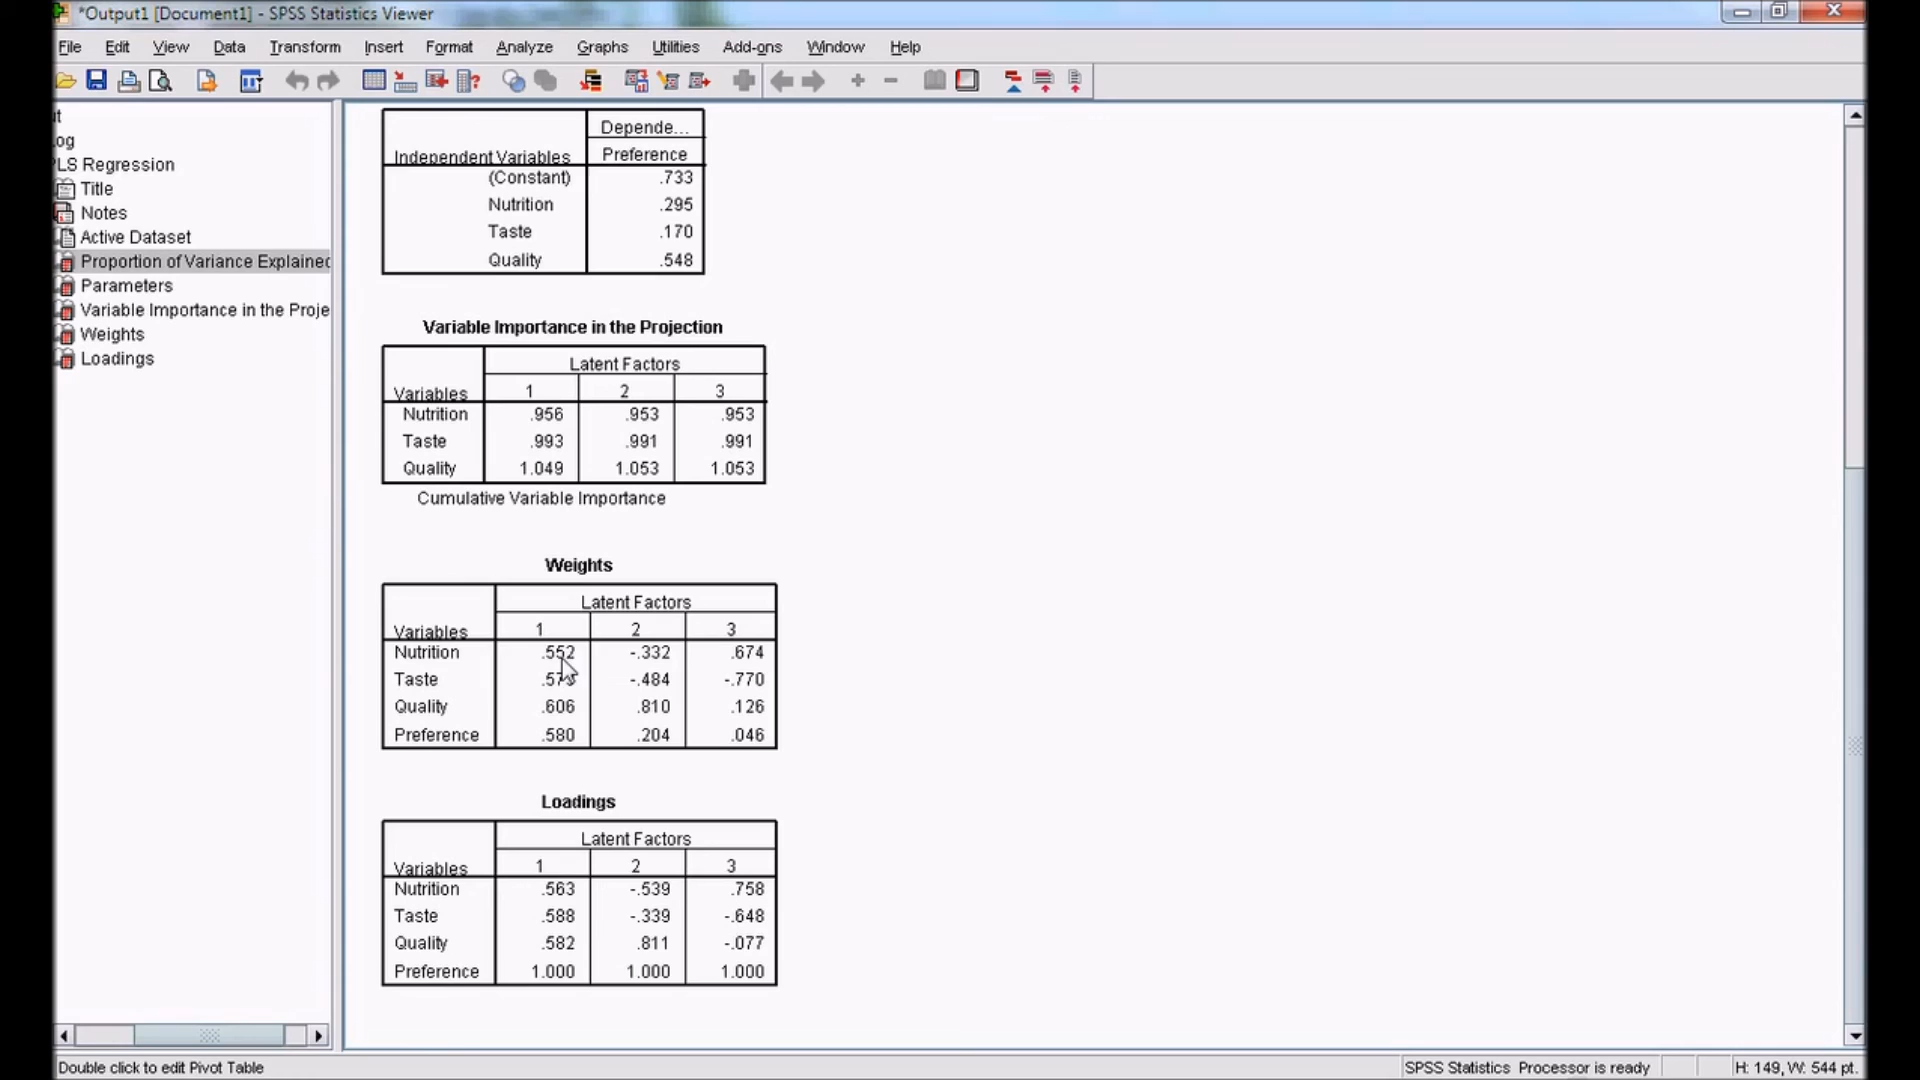 *Output1 [Document1] - SPSS Statistics Viewer
File Edit View Data Transform Insert Format Analyze Graphs Utilities Add-ons Window Help
Log
PLS Regression
Title
Notes
Active Dataset
Proportion of Variance Explained
Parameters
Variable Importance in the Proje
Weights
Loadings
Independent Variables Depende...
Preference
(Constant) .733
Nutrition .295
Taste .170
Quality .548
Variable Importance in the Projection
Variables Latent Factors
1 2 3
Nutrition .956 .953 .953
Taste .993 .991 .991
Quality 1.049 1.053 1.053
Cumulative Variable Importance
Weights
Variables Latent Factors
1 2 3
Nutrition .552 -.332 .674
Taste -.484 -.770
Quality .606 .810 .126
Preference .580 .204 .046
Loadings
Variables Latent Factors
1 2 3
Nutrition .563 -.539 .758
Taste .588 -.339 -.648
Quality .582 .811 -.077
Preference 1.000 1.000 1.000
Double click to edit Pivot Table
SPSS Statistics Processor is ready
H: 149, W: 544 pt.